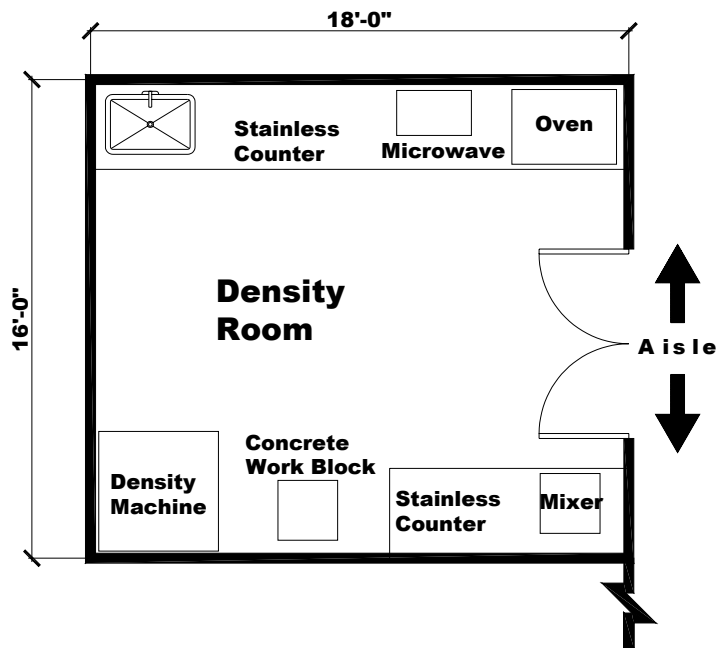 18'-0"
Stainless
Counter
Microwave
Oven
16'-0"
Density
Room
Aisle
Concrete
Work Block
Density
Machine
Stainless
Counter
Mixer